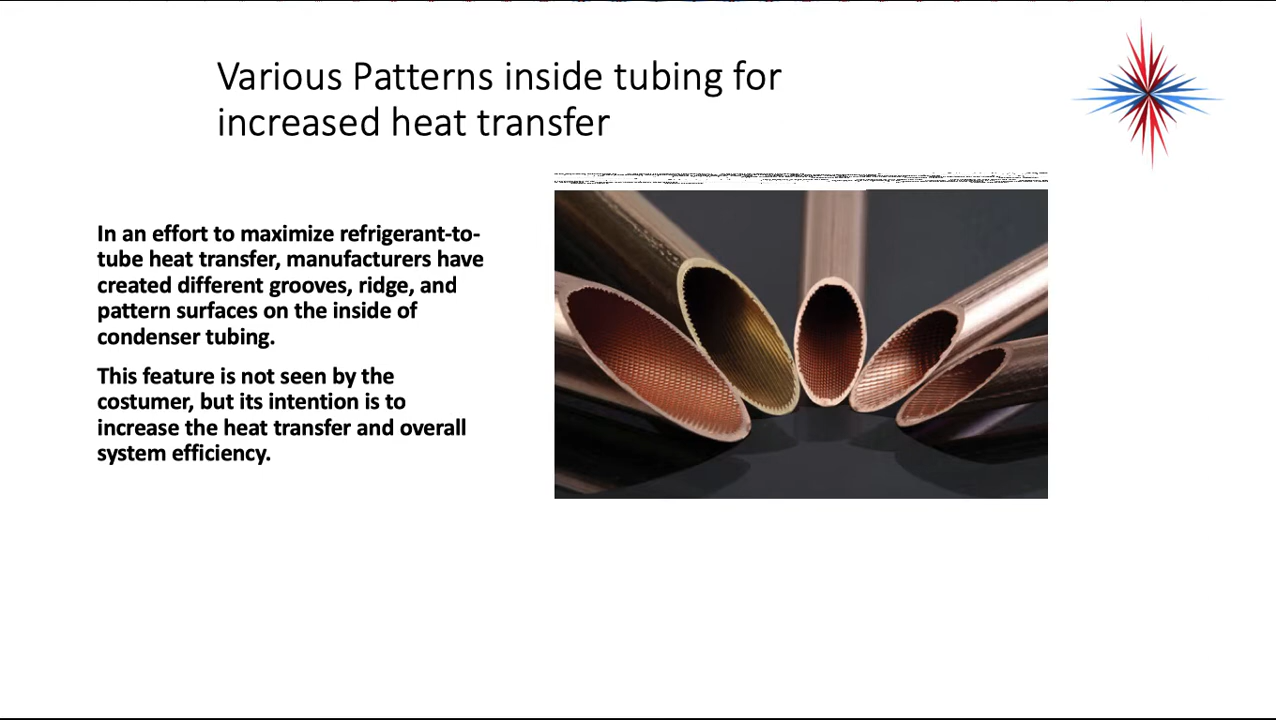 Various Patterns inside tubing for
increased heat transfer
In an effort to maximize refrigerant-to-
tube heat transfer, manufacturers have
created different grooves, ridge, and
pattern surfaces on the inside of
condenser tubing.
This feature is not seen by the
costumer, but its intention is to
increase the heat transfer and overall
system efficiency.